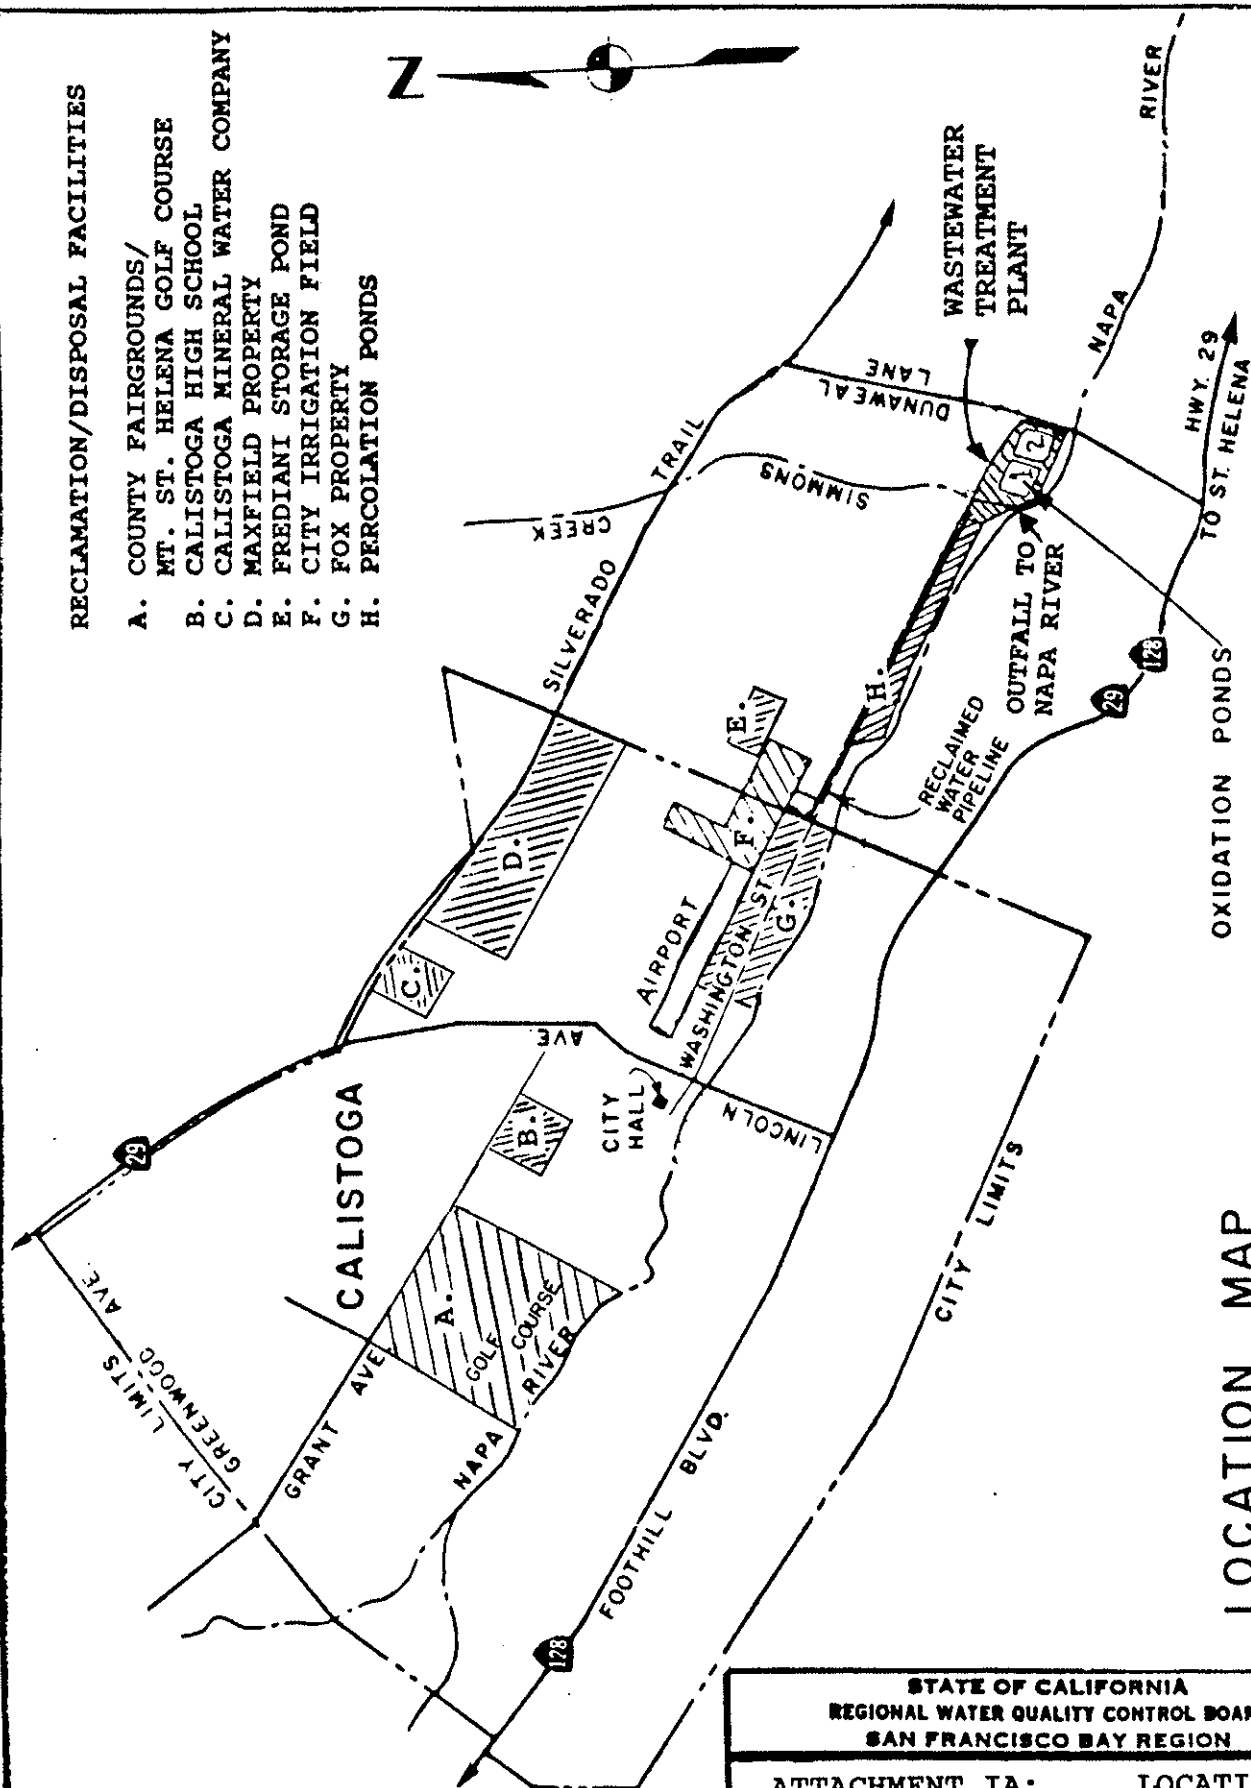 RECLAMATION/DISPOSAL FACILITIES
A. COUNTY FAIRGROUNDS/
MT. ST. HELENA GOLF COURSE
B. CALISTOGA HIGH SCHOOL
C. CALISTOGA MINERAL WATER COMPANY
D. MAXFIELD PROPERTY
E. FREDIANI STORAGE POND
F. CITY IRRIGATION FIELD
G. FOX PROPERTY
H. PERCOLATION PONDS
N
29
CITY LIMITS
GREENWOOD AVE.
CALISTOGA
GRANT AVE
A.
GOLF COURSE
NAPA RIVER
B.
C.
D.
AVE
LINCOLN
CITY
HALL
AIRPORT
WASHINGTON ST.
E.
F.
G.
H.
SILVERADO TRAIL
SIMMONS
CREEK
DUNAWEAL
LANE
WASTEWATER
TREATMENT
PLANT
1
2
NAPA RIVER
OUTFALL TO
NAPA RIVER
RECLAIMED
WATER
PIPELINE
29
128
HWY. 29
TO ST. HELENA
OXIDATION PONDS
FOOTHILL BLVD.
128
CITY LIMITS
LOCATION MAP
STATE OF CALIFORNIA
REGIONAL WATER QUALITY CONTROL BOAR
SAN FRANCISCO BAY REGION
ATTACHMENT IA: LOCATI